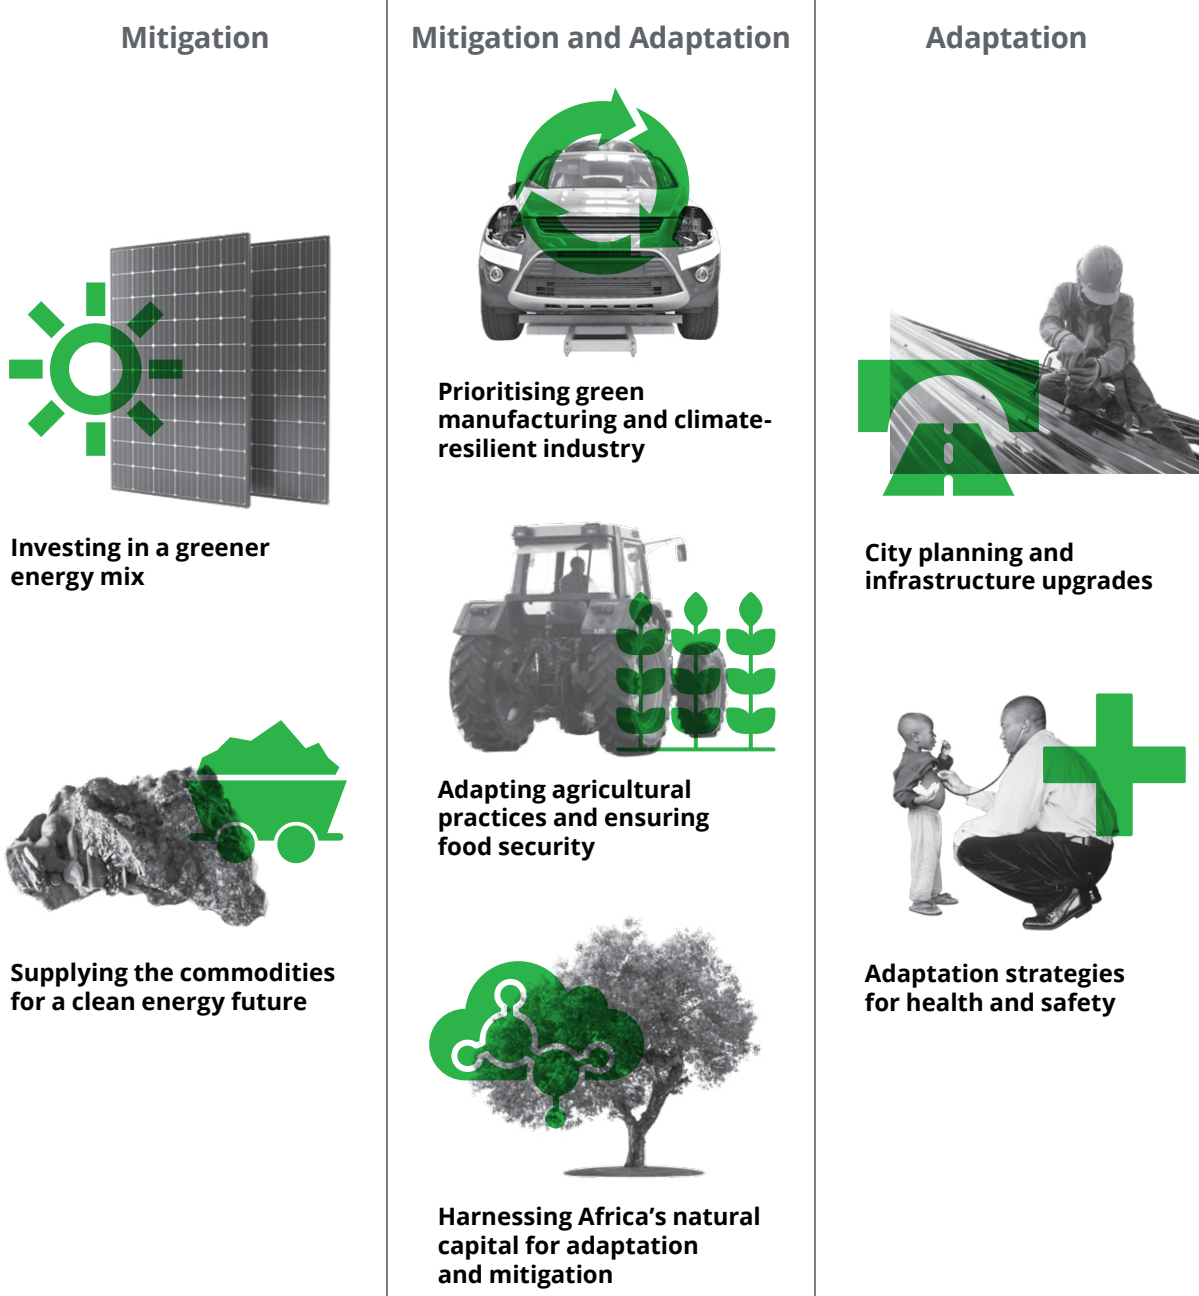 Mitigation
Investing in a greener
energy mix
Supplying the commodities
for a clean energy future
Mitigation and Adaptation
Prioritising green
manufacturing and climate-
resilient industry
Adapting agricultural
practices and ensuring
food security
Harnessing Africa’s natural
capital for adaptation
and mitigation
Adaptation
City planning and
infrastructure upgrades
Adaptation strategies
for health and safety